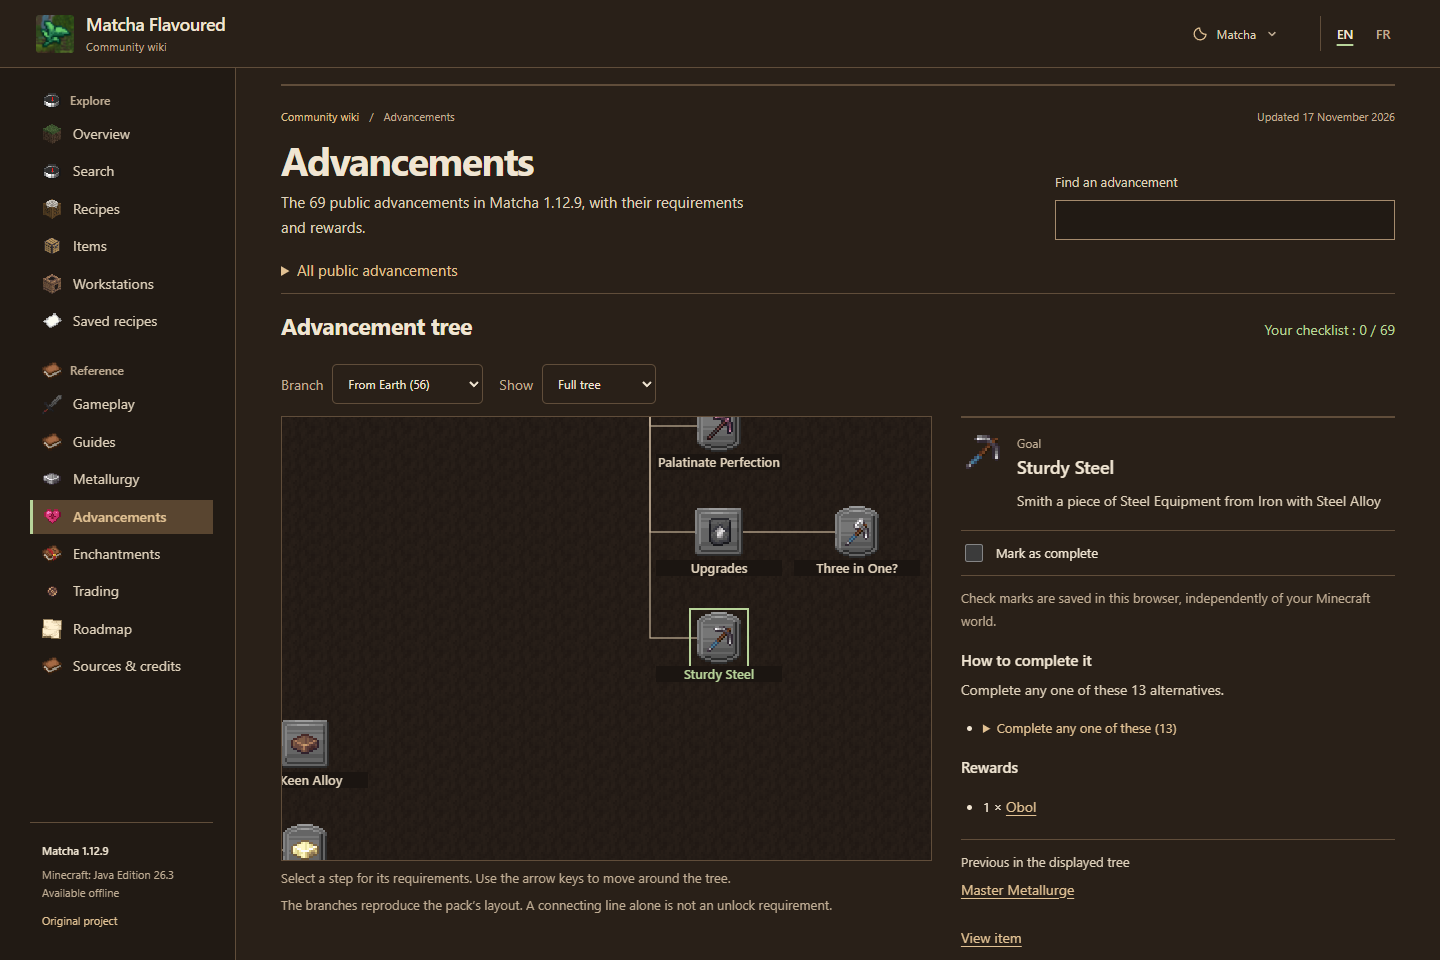 Matcha Flavoured
Community wiki
Matcha
EN
FR
Explore
Overview
Search
Recipes
Items
Workstations
Saved recipes
Reference
Gameplay
Guides
Metallurgy
Advancements
Enchantments
Trading
Roadmap
Sources & credits
Matcha 1.12.9
Minecraft: Java Edition 26.3
Available offline
Original project
Community wiki / Advancements
Updated 17 November 2026
Advancements
The 69 public advancements in Matcha 1.12.9, with their requirements
and rewards.
Find an advancement
All public advancements
Advancement tree
Your checklist : 0 / 69
Branch
From Earth (56)
Show
Full tree
Palatinate Perfection
Upgrades
Three in One?
Sturdy Steel
Keen Alloy
Select a step for its requirements. Use the arrow keys to move around the tree.
The branches reproduce the pack's layout. A connecting line alone is not an unlock requirement.
Goal
Sturdy Steel
Smith a piece of Steel Equipment from Iron with Steel Alloy
Mark as complete
Check marks are saved in this browser, independently of your Minecraft
world.
How to complete it
Complete any one of these 13 alternatives.
Complete any one of these (13)
Rewards
1 × Obol
Previous in the displayed tree
Master Metallurge
View item